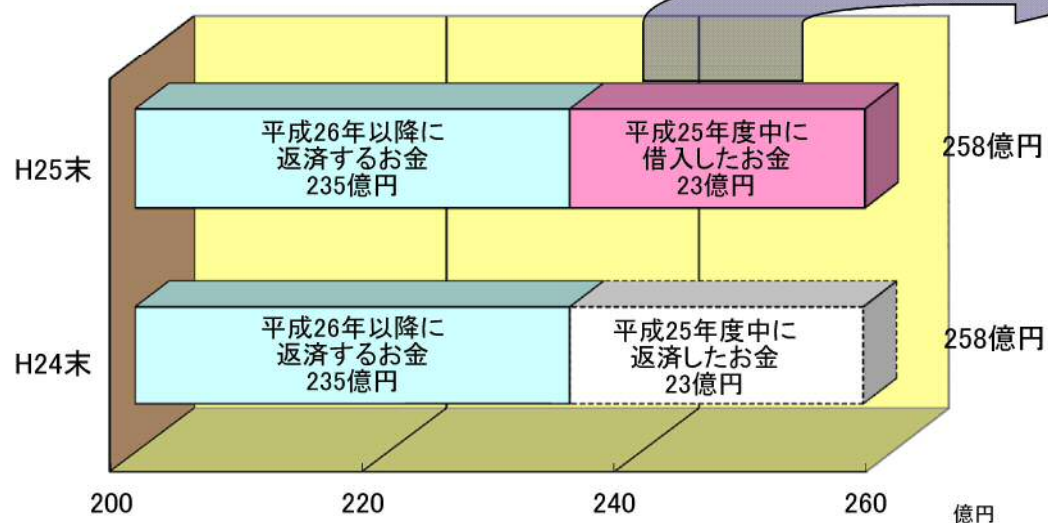 H25末
平成26年以降に
返済するお金
235億円
平成25年度中に
借入したお金
23億円
258億円
H24末
平成26年以降に
返済するお金
235億円
平成25年度中に
返済したお金
23億円
258億円
200 220 240 260 億円